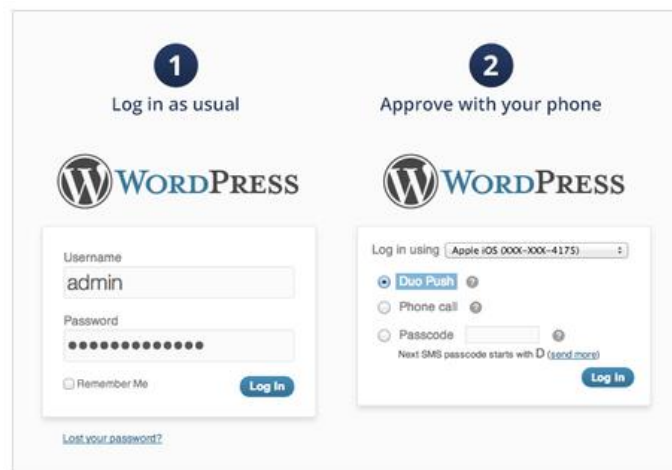 1
Log in as usual
WORDPRESS
Username
admin
Password
●●●●●●●●●●●●●
Remember Me
Log In
Lost your password?
2
Approve with your phone
WORDPRESS
Log in using Apple iOS (XXX-XXX-4175)
Duo Push ?
Phone call ?
Passcode ?
Next SMS passcode starts with D (send more)
Log In